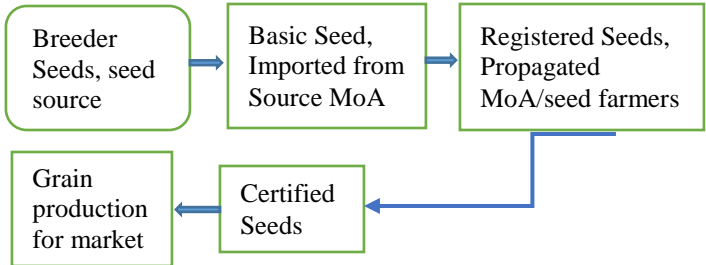 Breeder
Seeds, seed
source
Basic Seed,
Imported from
Source MoA
Registered Seeds,
Propagated
MoA/seed farmers
Certified
Seeds
Grain
production
for market